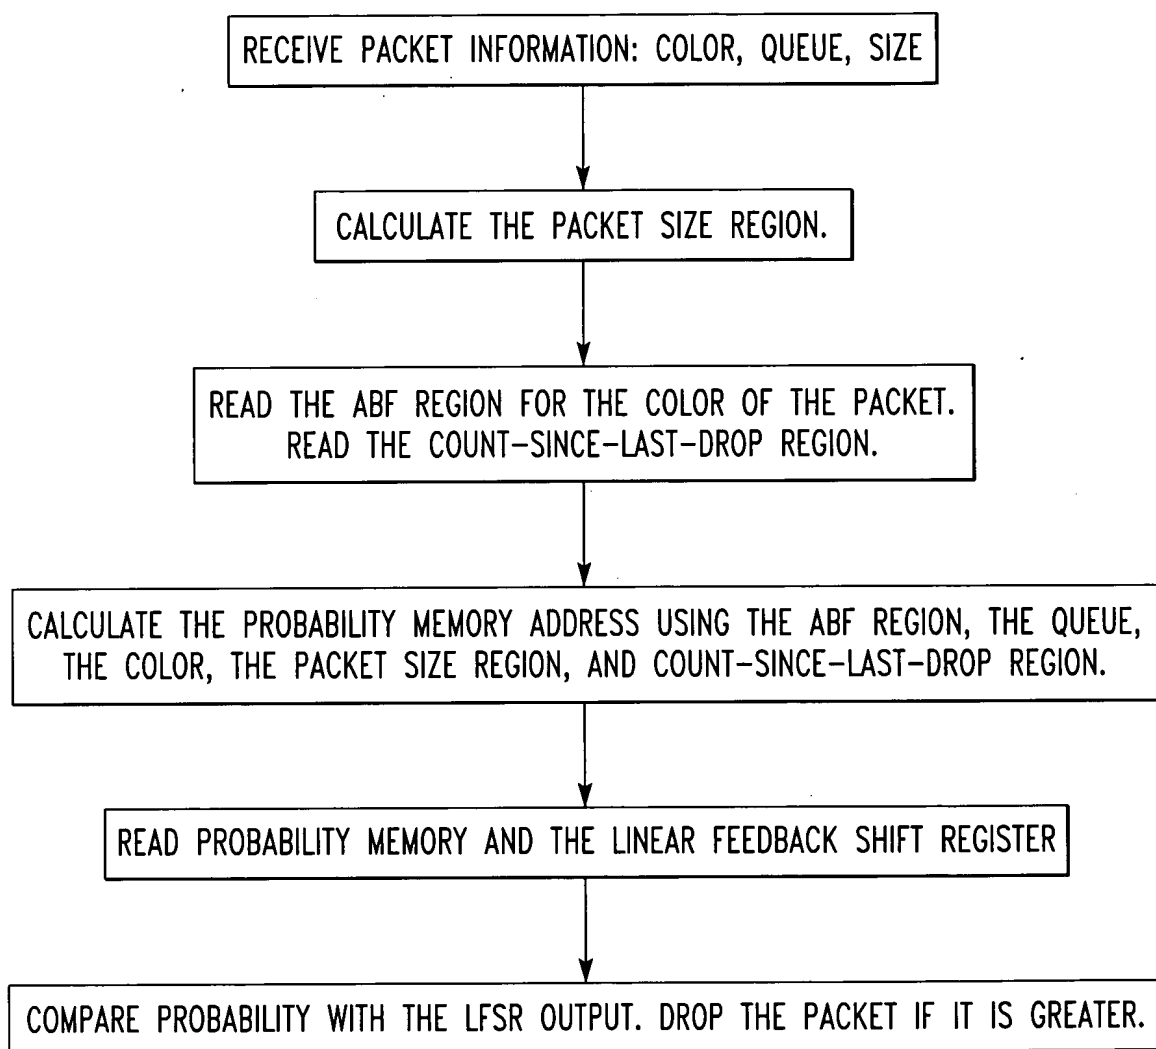 RECEIVE PACKET INFORMATION: COLOR, QUEUE, SIZE
CALCULATE THE PACKET SIZE REGION.
READ THE ABF REGION FOR THE COLOR OF THE PACKET.
READ THE COUNT-SINCE-LAST-DROP REGION.
CALCULATE THE PROBABILITY MEMORY ADDRESS USING THE ABF REGION, THE QUEUE,
THE COLOR, THE PACKET SIZE REGION, AND COUNT-SINCE-LAST-DROP REGION.
READ PROBABILITY MEMORY AND THE LINEAR FEEDBACK SHIFT REGISTER
COMPARE PROBABILITY WITH THE LFSR OUTPUT. DROP THE PACKET IF IT IS GREATER.